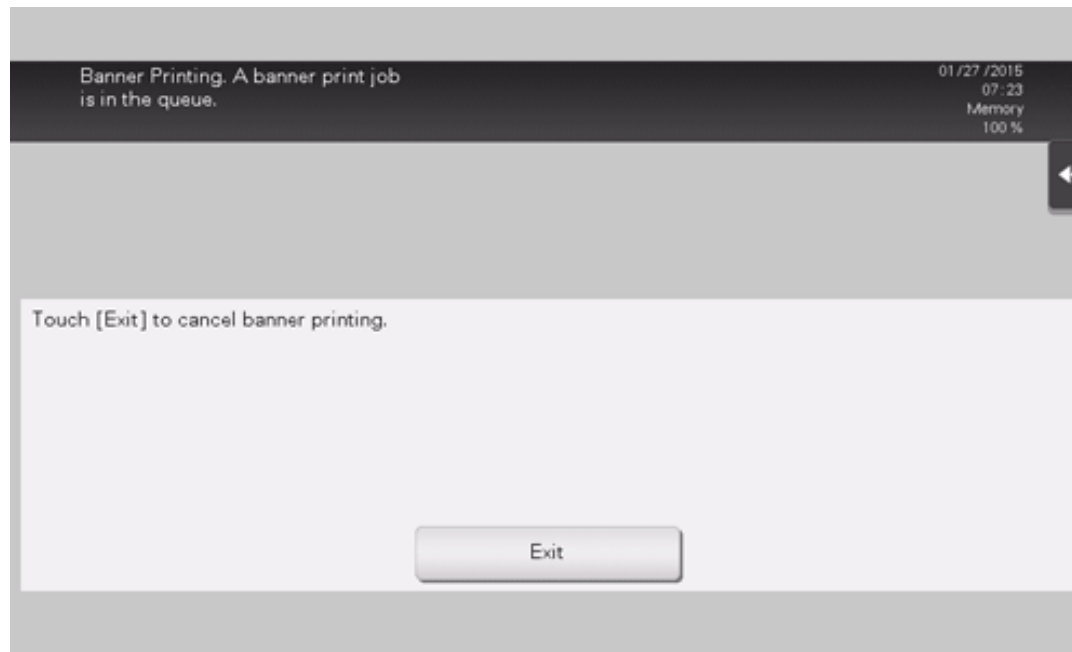 Banner Printing. A banner print job
is in the queue.
01/27/2015
07:23
Memory
100 %
Touch [Exit] to cancel banner printing.
Exit